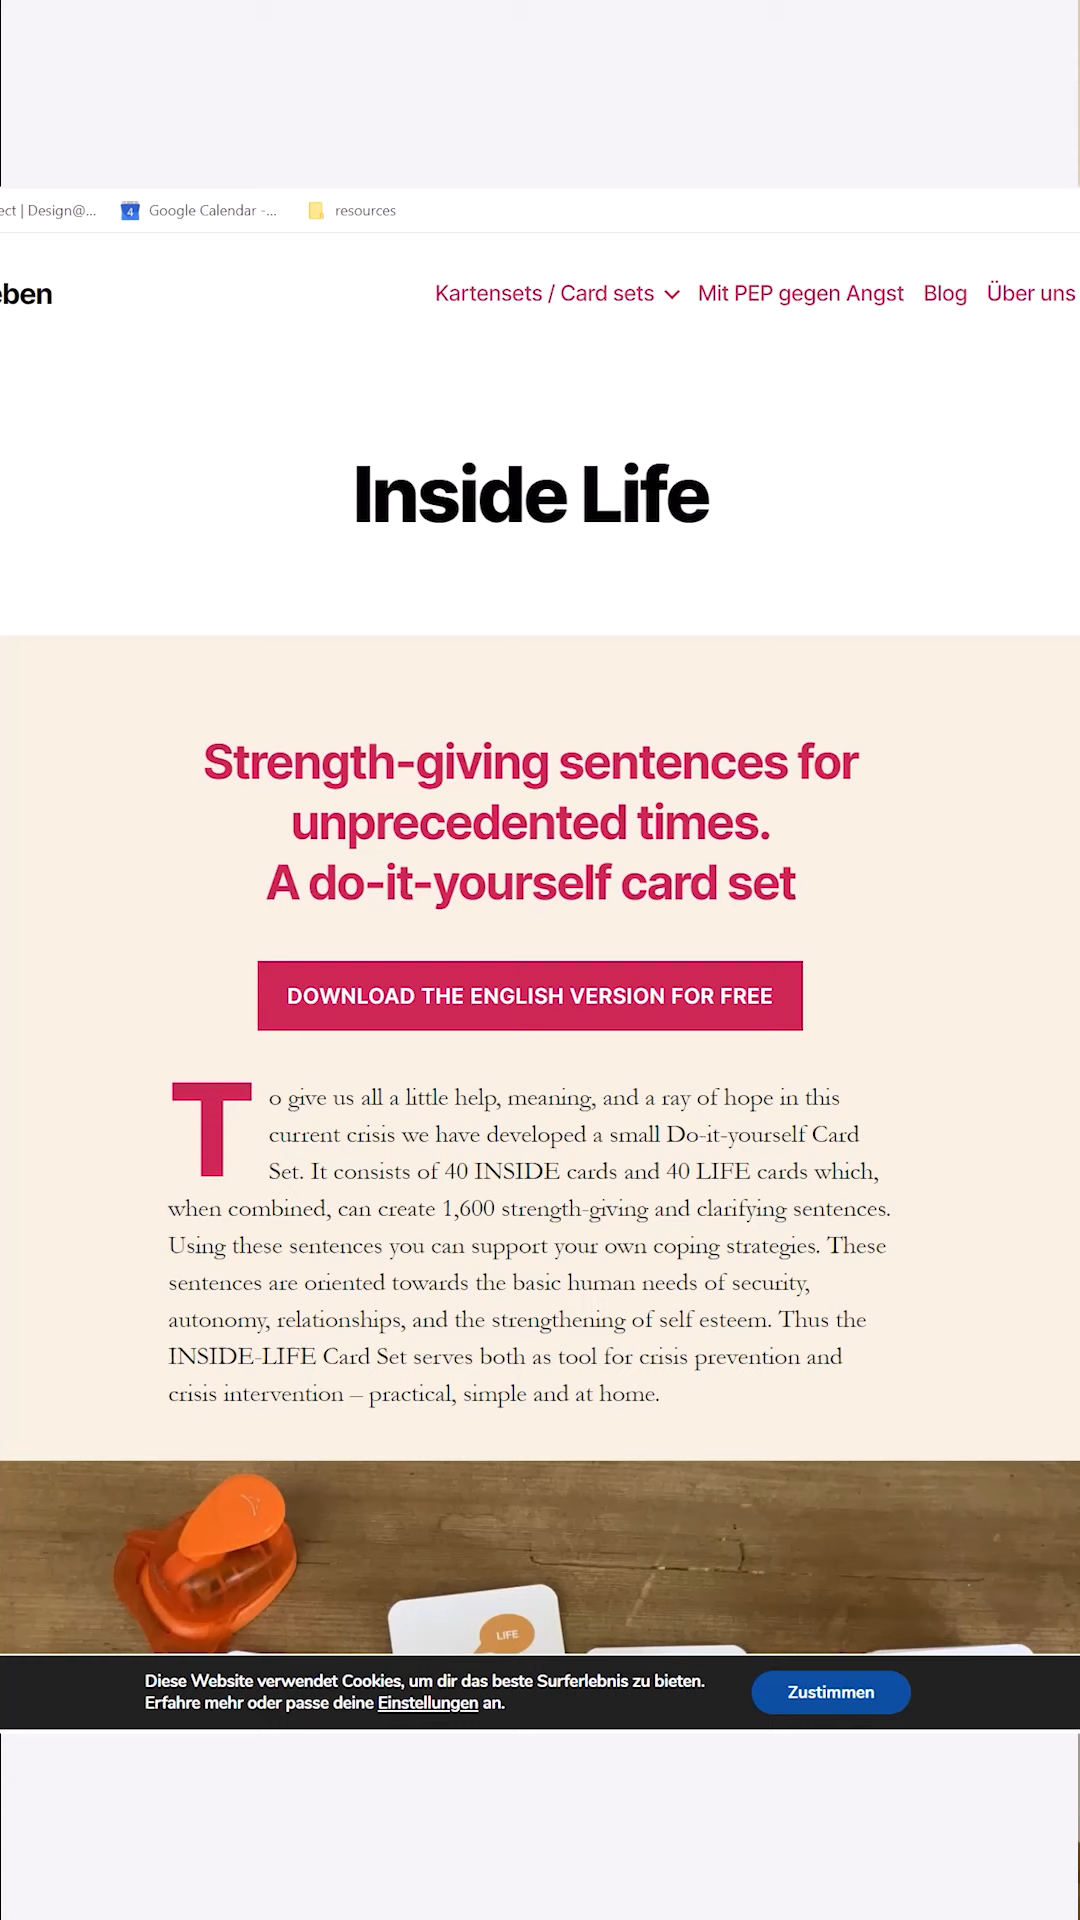 ect | Design@...
4 Google Calendar -...
resources
eben
Kartensets / Card sets
Mit PEP gegen Angst
Blog
Über uns
Inside Life
Strength-giving sentences for
unprecedented times.
A do-it-yourself card set
DOWNLOAD THE ENGLISH VERSION FOR FREE
To give us all a little help, meaning, and a ray of hope in this
current crisis we have developed a small Do-it-yourself Card
Set. It consists of 40 INSIDE cards and 40 LIFE cards which,
when combined, can create 1,600 strength-giving and clarifying sentences.
Using these sentences you can support your own coping strategies. These
sentences are oriented towards the basic human needs of security,
autonomy, relationships, and the strengthening of self esteem. Thus the
INSIDE-LIFE Card Set serves both as tool for crisis prevention and
crisis intervention – practical, simple and at home.
LIFE
Diese Website verwendet Cookies, um dir das beste Surferlebnis zu bieten.
Erfahre mehr oder passe deine Einstellungen an.
Zustimmen